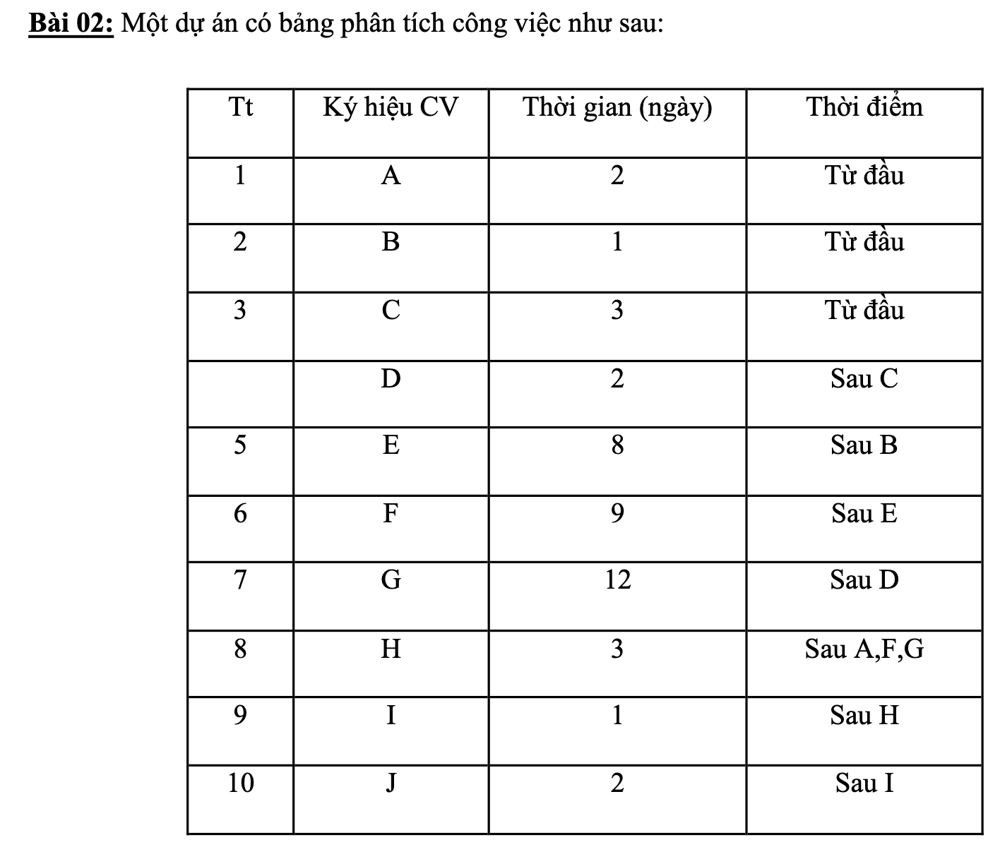 Bài 02: Một dự án có bảng phân tích công việc như sau:
Tt Ký hiệu CV Thời gian (ngày) Thời điểm
1 A 2 Từ đầu
2 B 1 Từ đầu
3 C 3 Từ đầu
D 2 Sau C
5 E 8 Sau B
6 F 9 Sau E
7 G 12 Sau D
8 H 3 Sau A,F,G
9 I 1 Sau H
10 J 2 Sau I